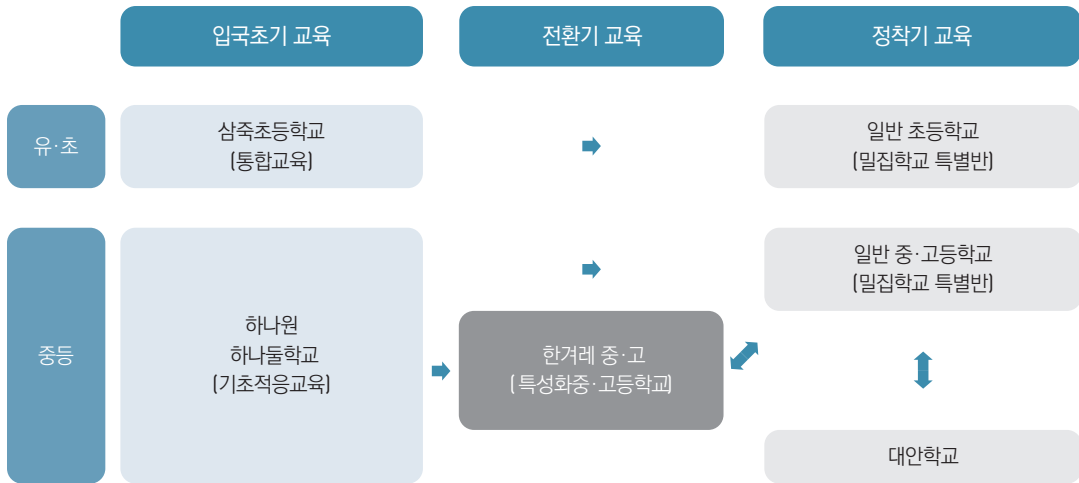 입국초기 교육
전환기 교육
정착기 교육
유·초
삼죽초등학교
(통합교육)
일반 초등학교
(밀집학교 특별반)
중등
하나원
하나둘학교
(기초적응교육)
한겨레 중·고
(특성화중·고등학교)
일반 중·고등학교
(밀집학교 특별반)
대안학교